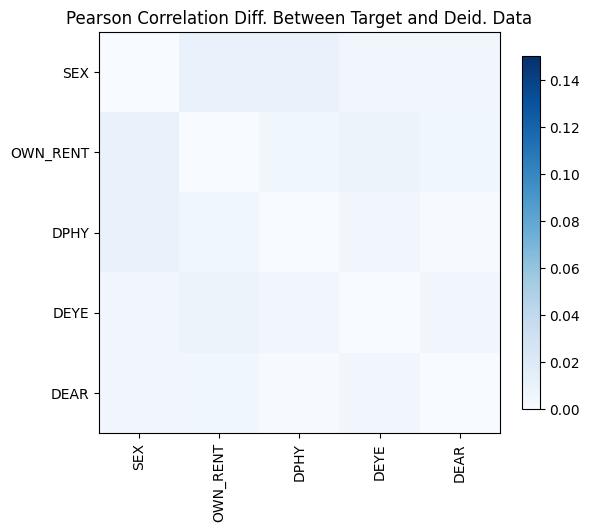 Pearson Correlation Diff. Between Target and Deid. Data
SEX
OWN_RENT
DPHY
DEYE
DEAR
SEX
OWN_RENT
DPHY
DEYE
DEAR
0.14
0.12
0.10
0.08
0.06
0.04
0.02
0.00